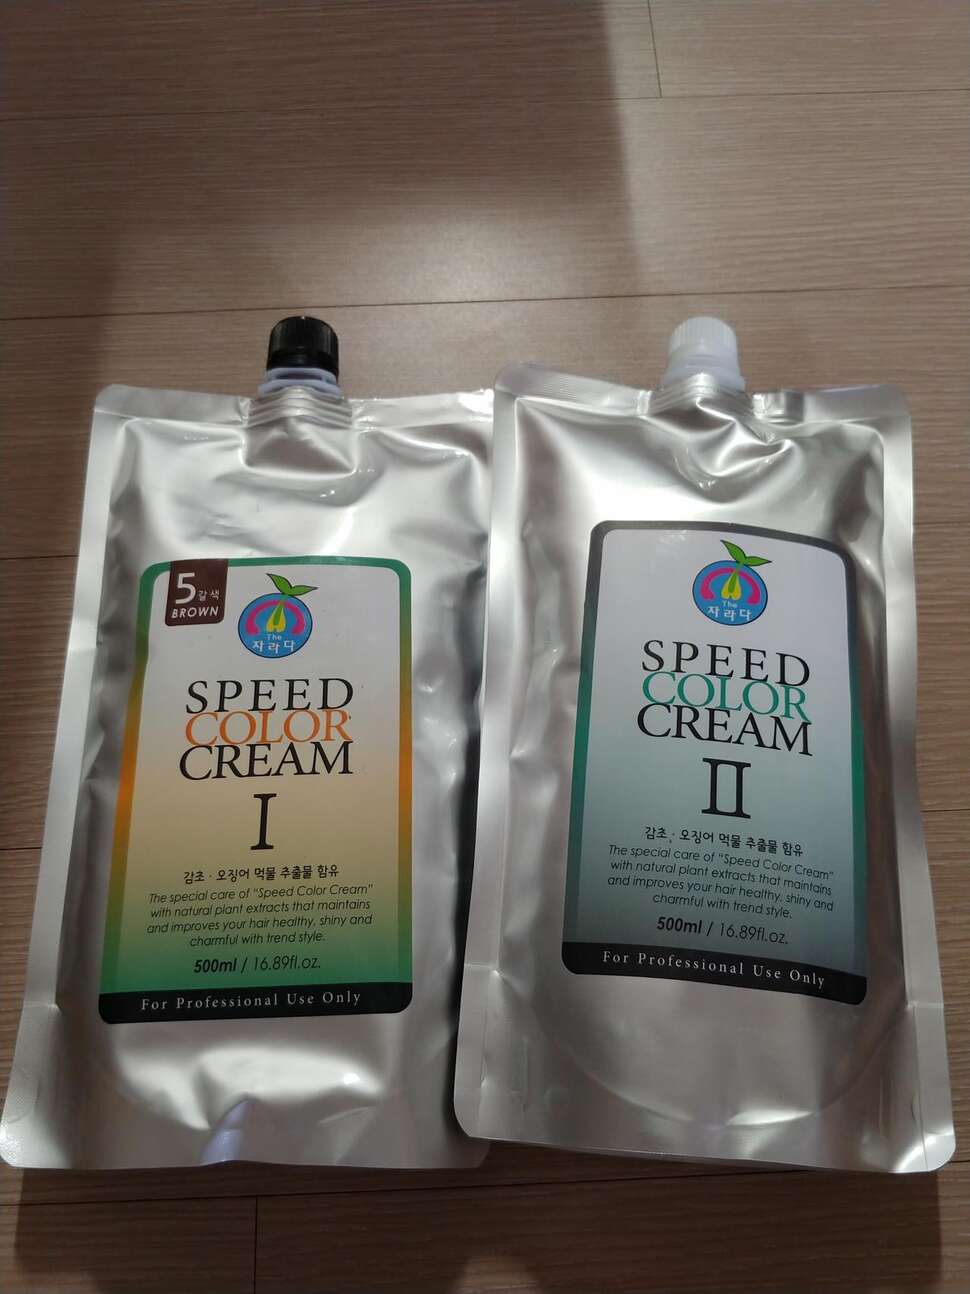 5 갈색
BROWN
The
자라다
SPEED
COLOR
CREAM
I
감초 · 오징어 먹물 추출물 함유
The special care of "Speed Color Cream"
with natural plant extracts that maintains
and improves your hair healthy, shiny and
charmful with trend style.
500ml / 16.89fl.oz.
For Professional Use Only
The
자라다
SPEED
COLOR
CREAM
II
감초 · 오징어 먹물 추출물 함유
The special care of "Speed Color Cream"
with natural plant extracts that maintains
and improves your hair healthy, shiny and
charmful with trend style.
500ml / 16.89fl.oz.
For Professional Use Only